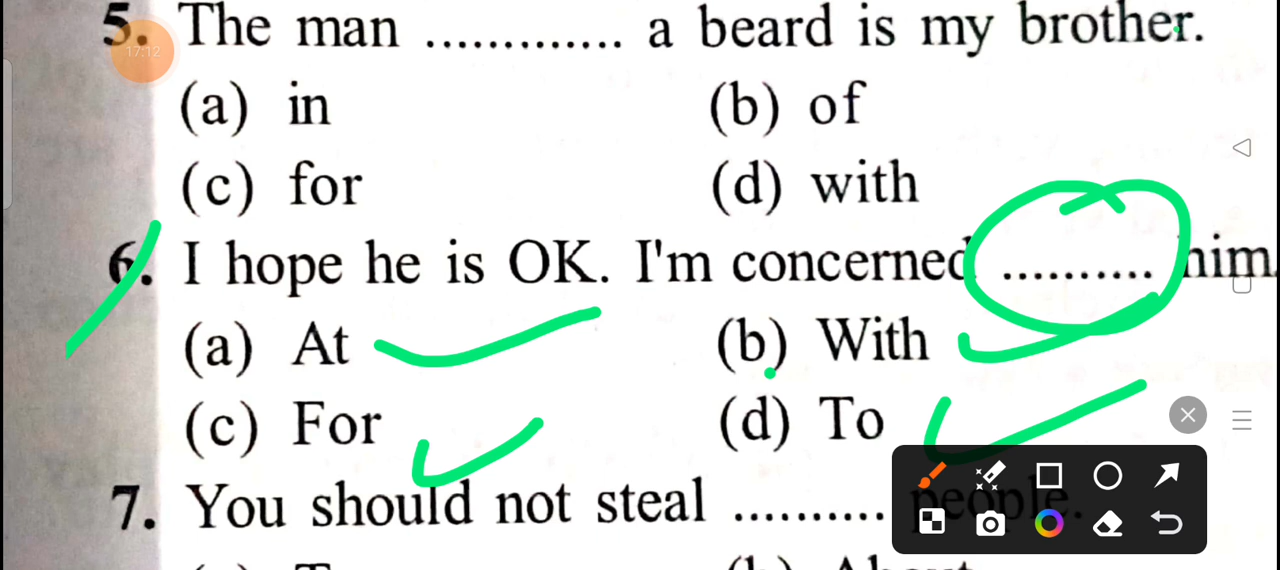 5. The man ............. a beard is my brother.
17:12
(a) in (b) of
(c) for (d) with
6. I hope he is OK. I'm concerned .......... him
(a) At (b) With
(c) For (d) To
7. You should not steal .......... people.